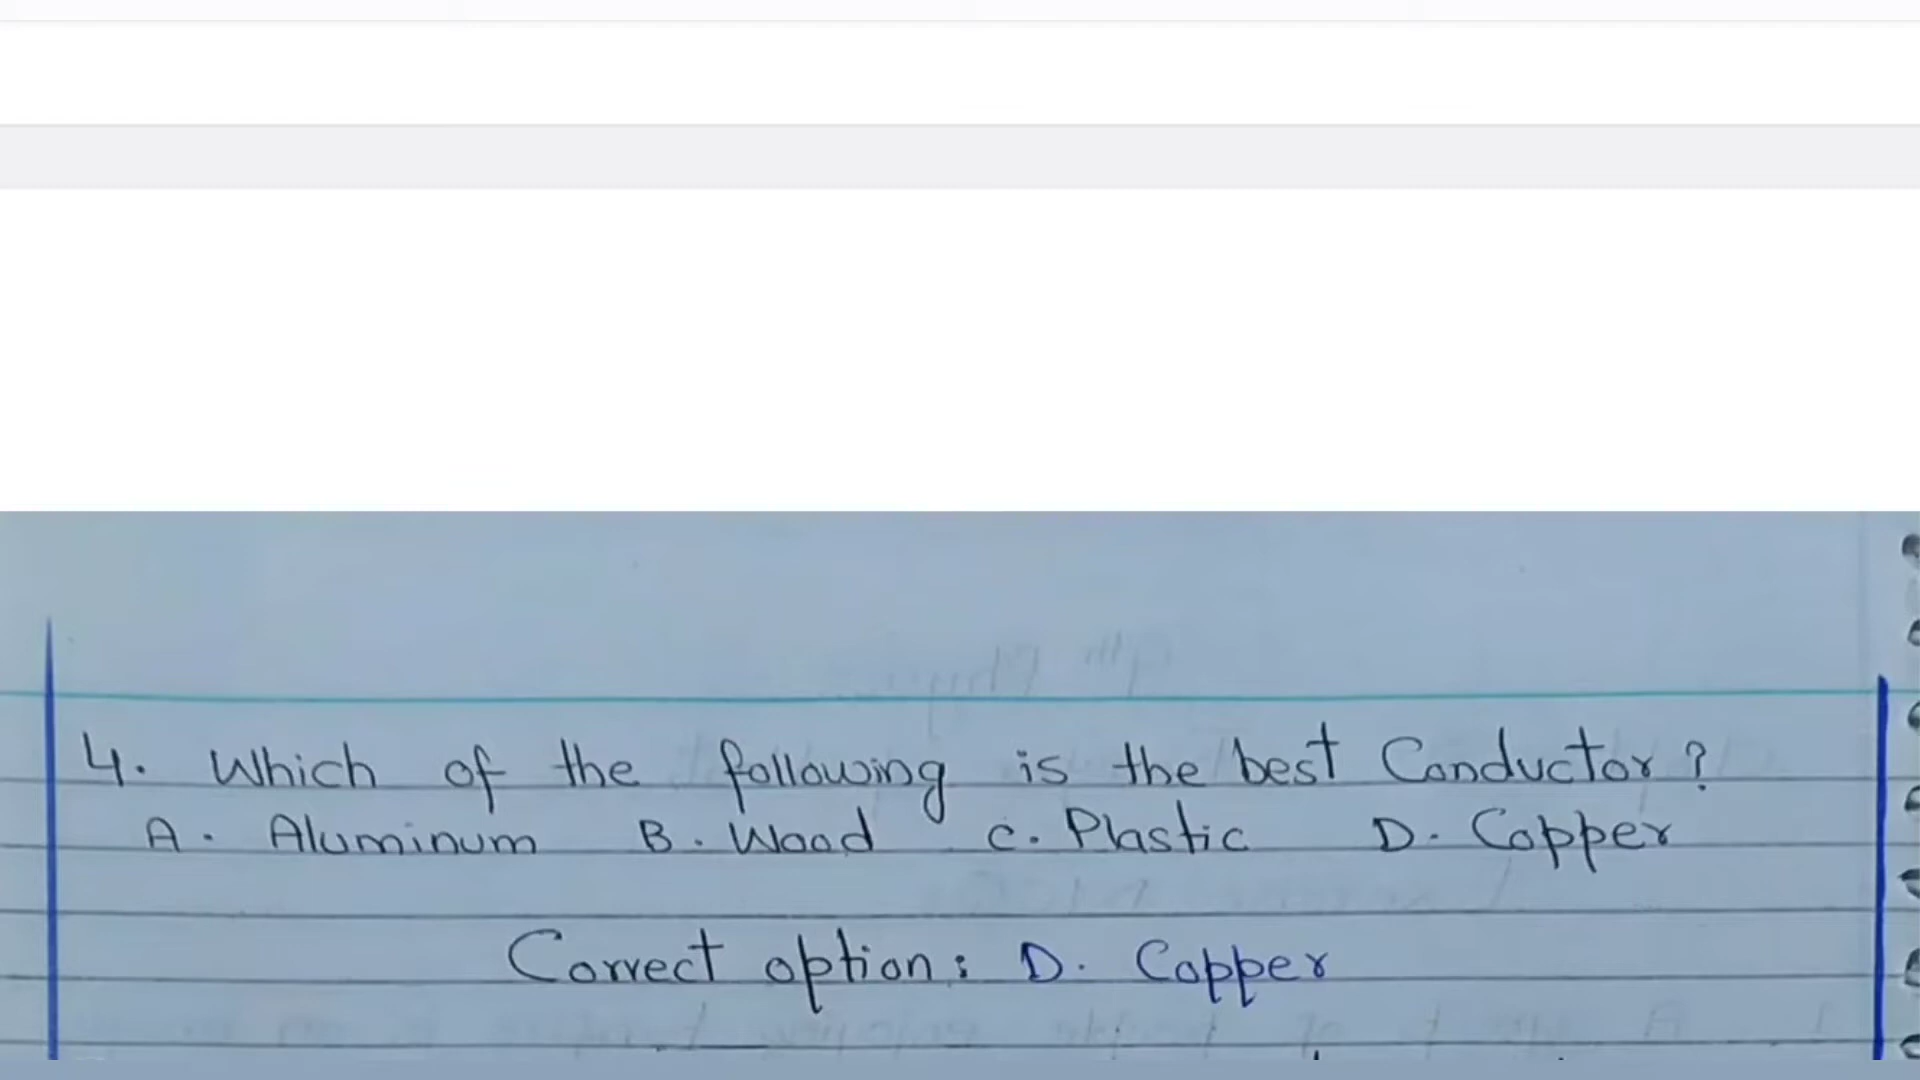 4. Which of the following is the best Conductor?
A. Aluminum B. Wood C. Plastic D. Copper
Correct option: D. Copper